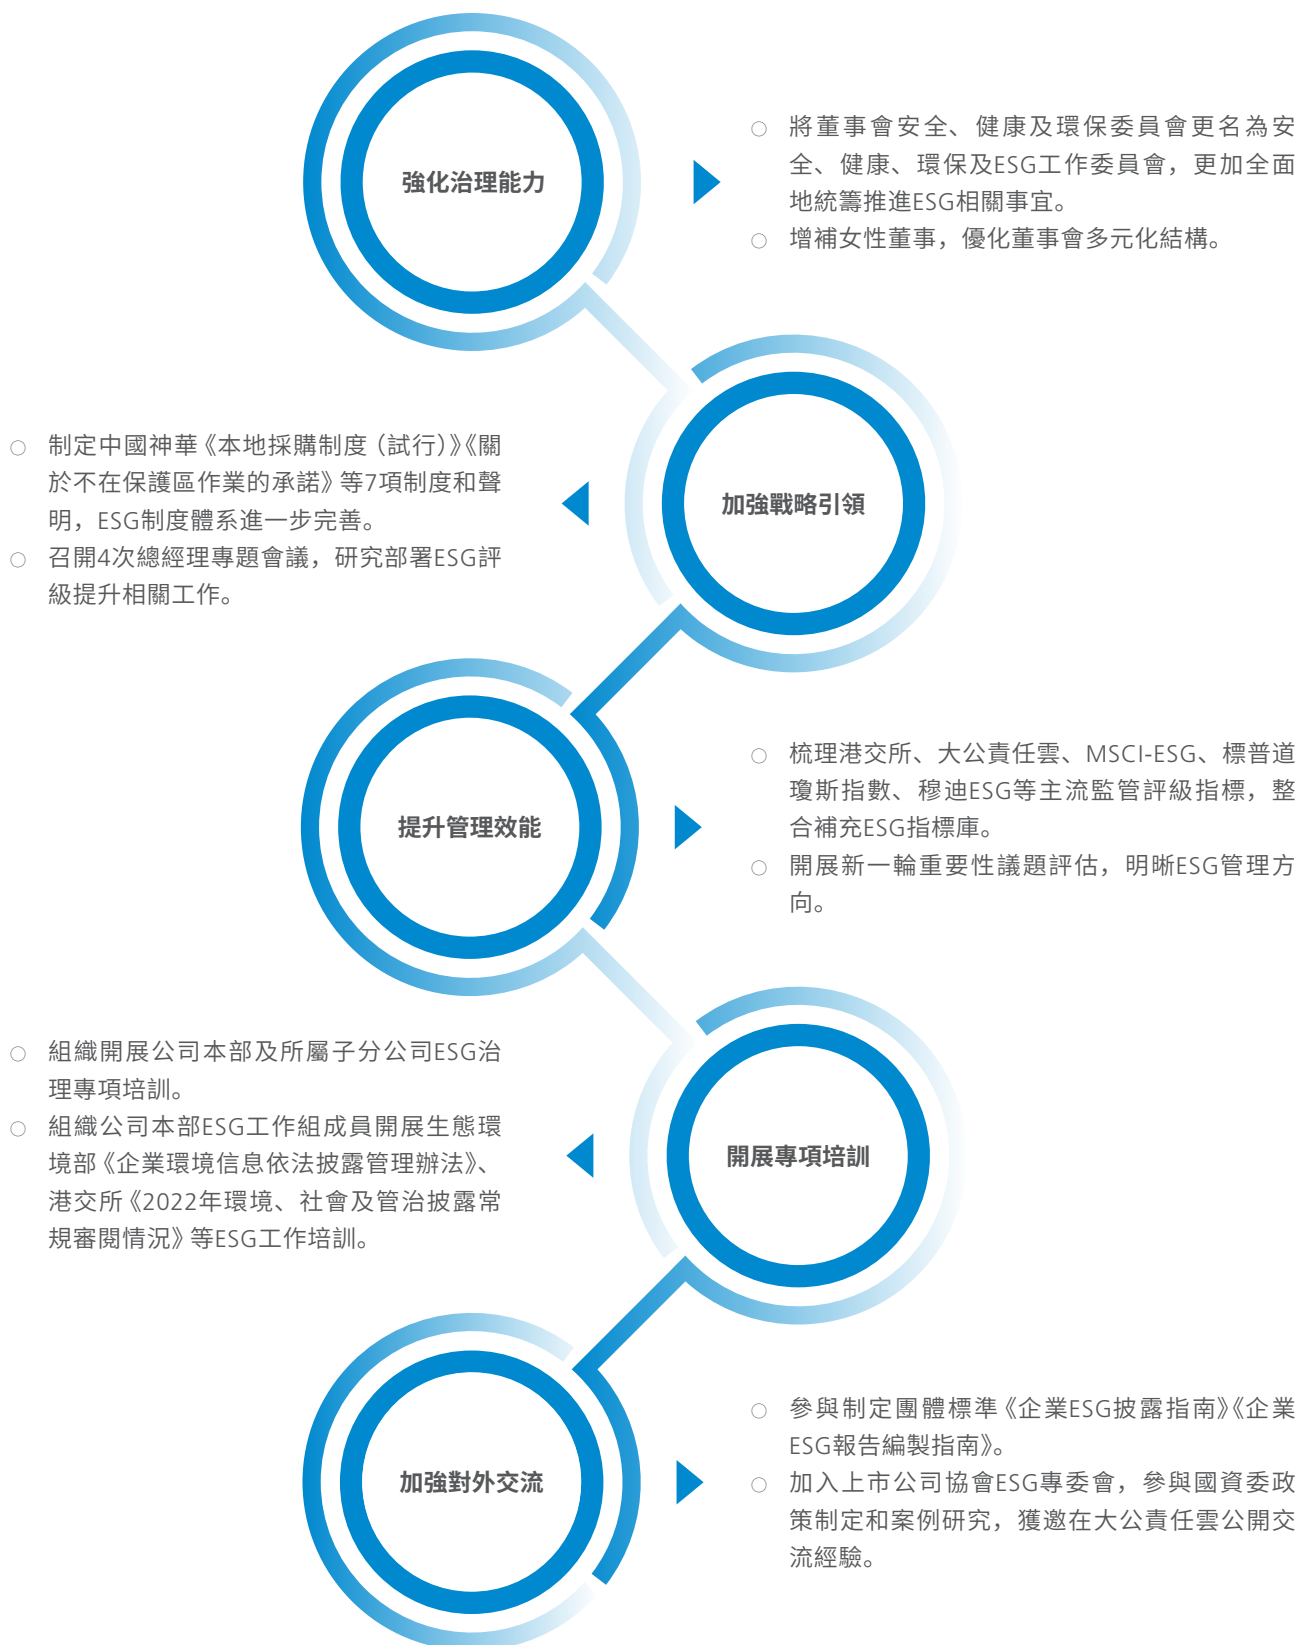 強化治理能力
○ 將董事會安全、健康及環保委員會更名為安
全、健康、環保及ESG工作委員會，更加全面
地統籌推進ESG相關事宜。
○ 增補女性董事，優化董事會多元化結構。
加強戰略引領
○ 制定中國神華《本地採購制度（試行）》《關
於不在保護區作業的承諾》等7項制度和聲
明，ESG制度體系進一步完善。
○ 召開4次總經理專題會議，研究部署ESG評
級提升相關工作。
提升管理效能
○ 梳理港交所、大公責任雲、MSCI-ESG、標普道
瓊斯指數、穆迪ESG等主流監管評級指標，整
合補充ESG指標庫。
○ 開展新一輪重要性議題評估，明晰ESG管理方
向。
開展專項培訓
○ 組織開展公司本部及所屬子分公司ESG治
理專項培訓。
○ 組織公司本部ESG工作組成員開展生態環
境部《企業環境信息依法披露管理辦法》、
港交所《2022年環境、社會及管治披露常
規審閱情況》等ESG工作培訓。
加強對外交流
○ 參與制定團體標準《企業ESG披露指南》《企業
ESG報告編製指南》。
○ 加入上市公司協會ESG專委會，參與國資委政
策制定和案例研究，獲邀在大公責任雲公開交
流經驗。